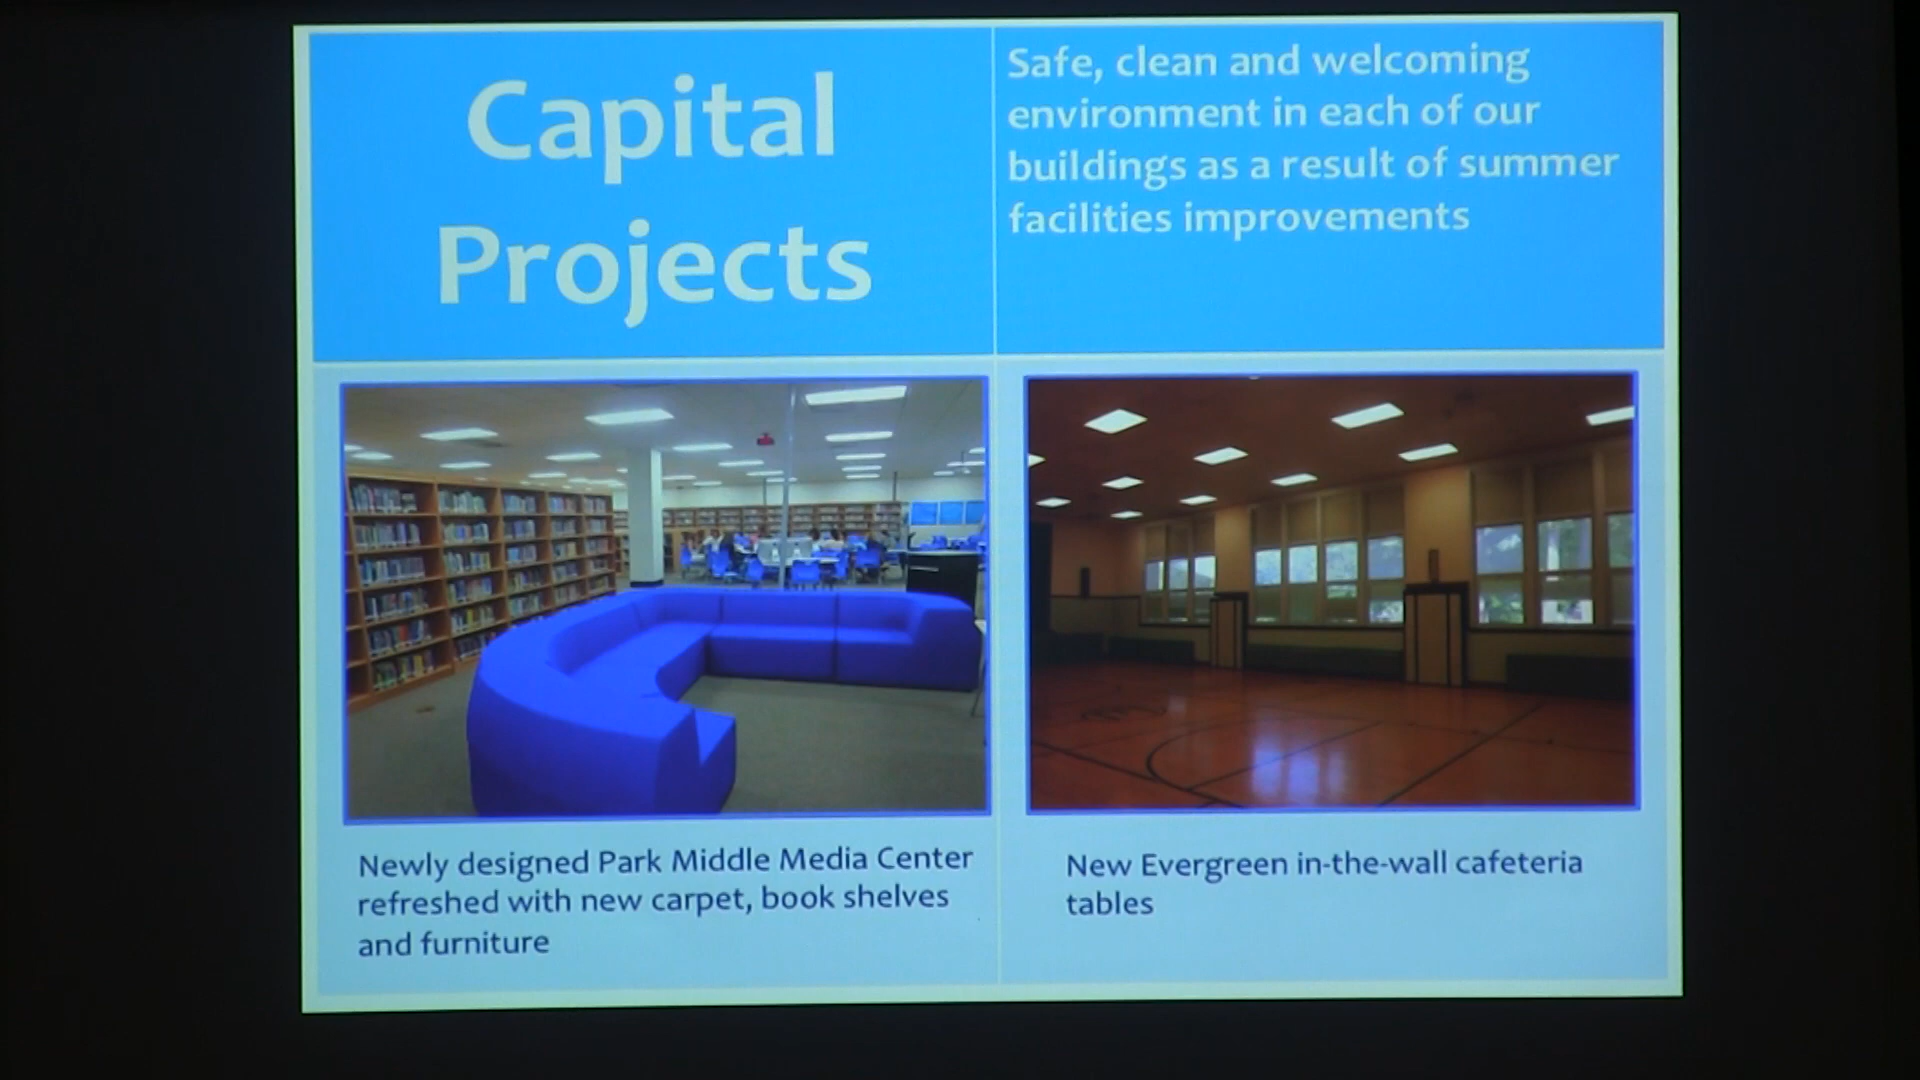 Capital
Projects
Safe, clean and welcoming
environment in each of our
buildings as a result of summer
facilities improvements
Newly designed Park Middle Media Center
refreshed with new carpet, book shelves
and furniture
New Evergreen in-the-wall cafeteria
tables